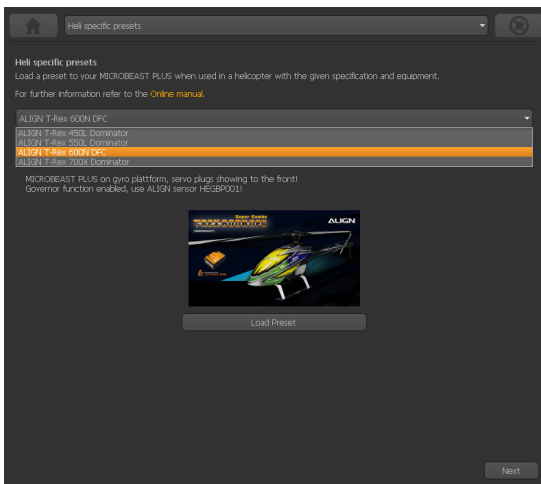 Heli specific presets
Heli specific presets
Load a preset to your MICROBEAST PLUS when used in a helicopter with the given specification and equipment.
For further information refer to the Online manual.
ALIGN T-Rex 600N DFC
ALIGN T-Rex 450L Dominator
ALIGN T-Rex 550L Dominator
ALIGN T-Rex 600N DFC
ALIGN T-Rex 700X Dominator
MICROBEAST PLUS on gyro plattform, servo plugs showing to the front!
Governor function enabled, use ALIGN sensor HEGBP001!
Super Combo
ALIGN
Load Preset
Next